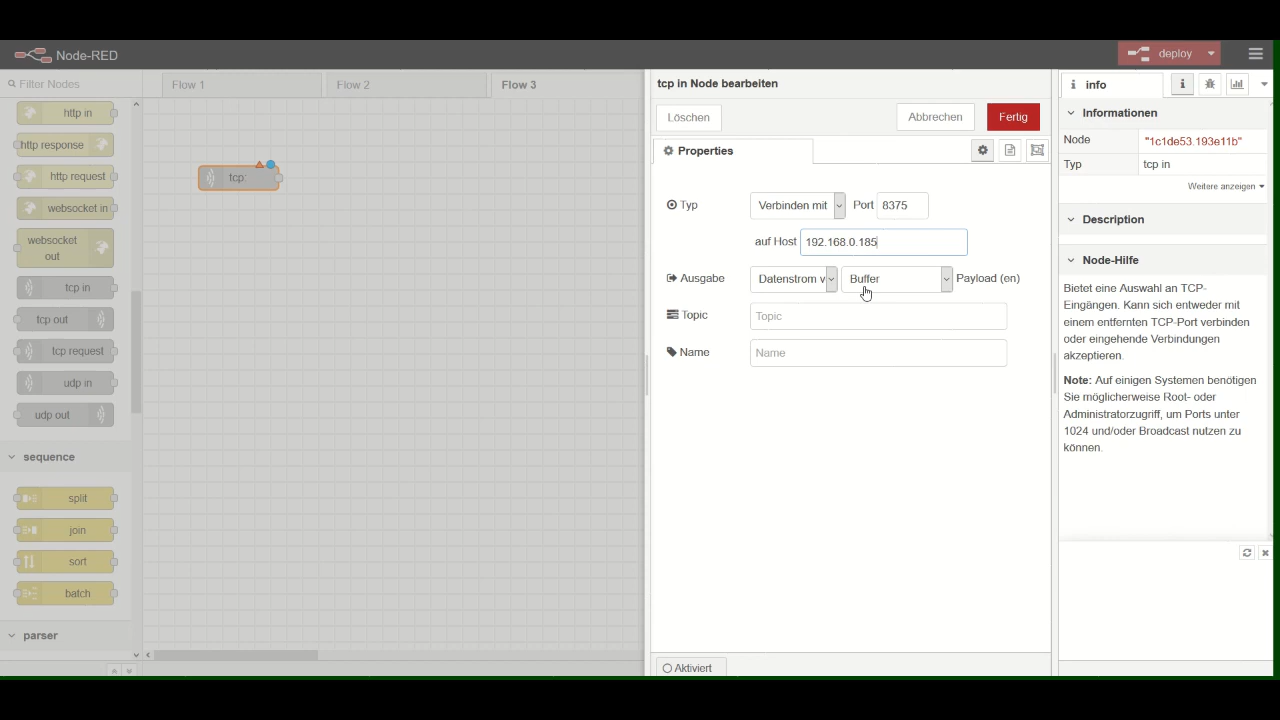 Node-RED
deploy
Filter Nodes
Flow 1
Flow 2
Flow 3
http in
http response
http request
websocket in
websocket
out
tcp in
tcp out
tcp request
udp in
udp out
sequence
split
join
sort
batch
parser
tcp:
tcp in Node bearbeiten
Löschen
Abbrechen
Fertig
Properties
Typ
Verbinden mit
Port
8375
auf Host
192.168.0.185
Ausgabe
Datenstrom v
Buffer
Payload (en)
Topic
Topic
Name
Name
Aktiviert
i info
i
Informationen
Node
"1c1de53.193e11b"
Typ
tcp in
Weitere anzeigen
Description
Node-Hilfe
Bietet eine Auswahl an TCP-
Eingängen. Kann sich entweder mit
einem entfernten TCP-Port verbinden
oder eingehende Verbindungen
akzeptieren.
Note: Auf einigen Systemen benötigen
Sie möglicherweise Root- oder
Administratorzugriff, um Ports unter
1024 und/oder Broadcast nutzen zu
können.